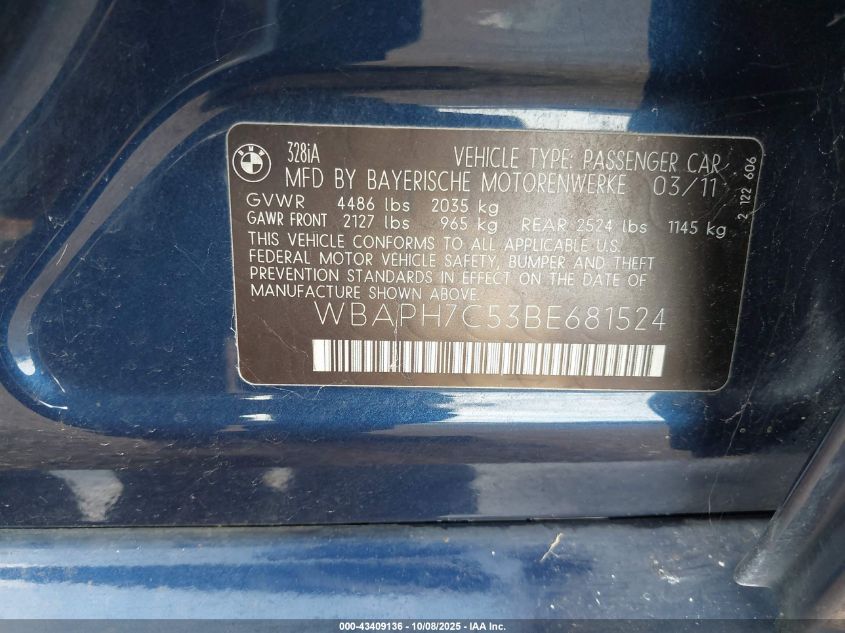 BMW
328iA VEHICLE TYPE: PASSENGER CAR
MFD BY BAYERISCHE MOTORENWERKE 03/11
GVWR 4486 lbs 2035 kg
GAWR FRONT 2127 lbs 965 kg REAR 2524 lbs 1145 kg
THIS VEHICLE CONFORMS TO ALL APPLICABLE U.S.
FEDERAL MOTOR VEHICLE SAFETY, BUMPER AND THEFT
PREVENTION STANDARDS IN EFFECT ON THE DATE OF
MANUFACTURE SHOWN ABOVE.
WBAPH7C53BE681524
2 122 606
000-43409136 - 10/08/2025 - IAA Inc.